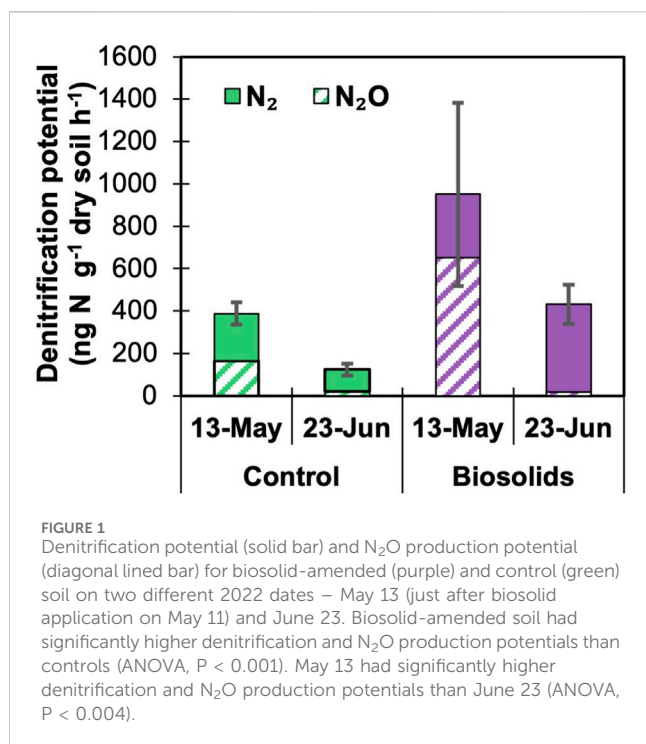 Denitrification potential
(ng N g⁻¹ dry soil h⁻¹)
1600
1400
1200
1000
800
600
400
200
0
N₂ N₂O
13-May 23-Jun 13-May 23-Jun
Control Biosolids
FIGURE 1
Denitrification potential (solid bar) and N₂O production potential
(diagonal lined bar) for biosolid-amended (purple) and control (green)
soil on two different 2022 dates – May 13 (just after biosolid
application on May 11) and June 23. Biosolid-amended soil had
significantly higher denitrification and N₂O production potentials than
controls (ANOVA, P < 0.001). May 13 had significantly higher
denitrification and N₂O production potentials than June 23 (ANOVA,
P < 0.004).